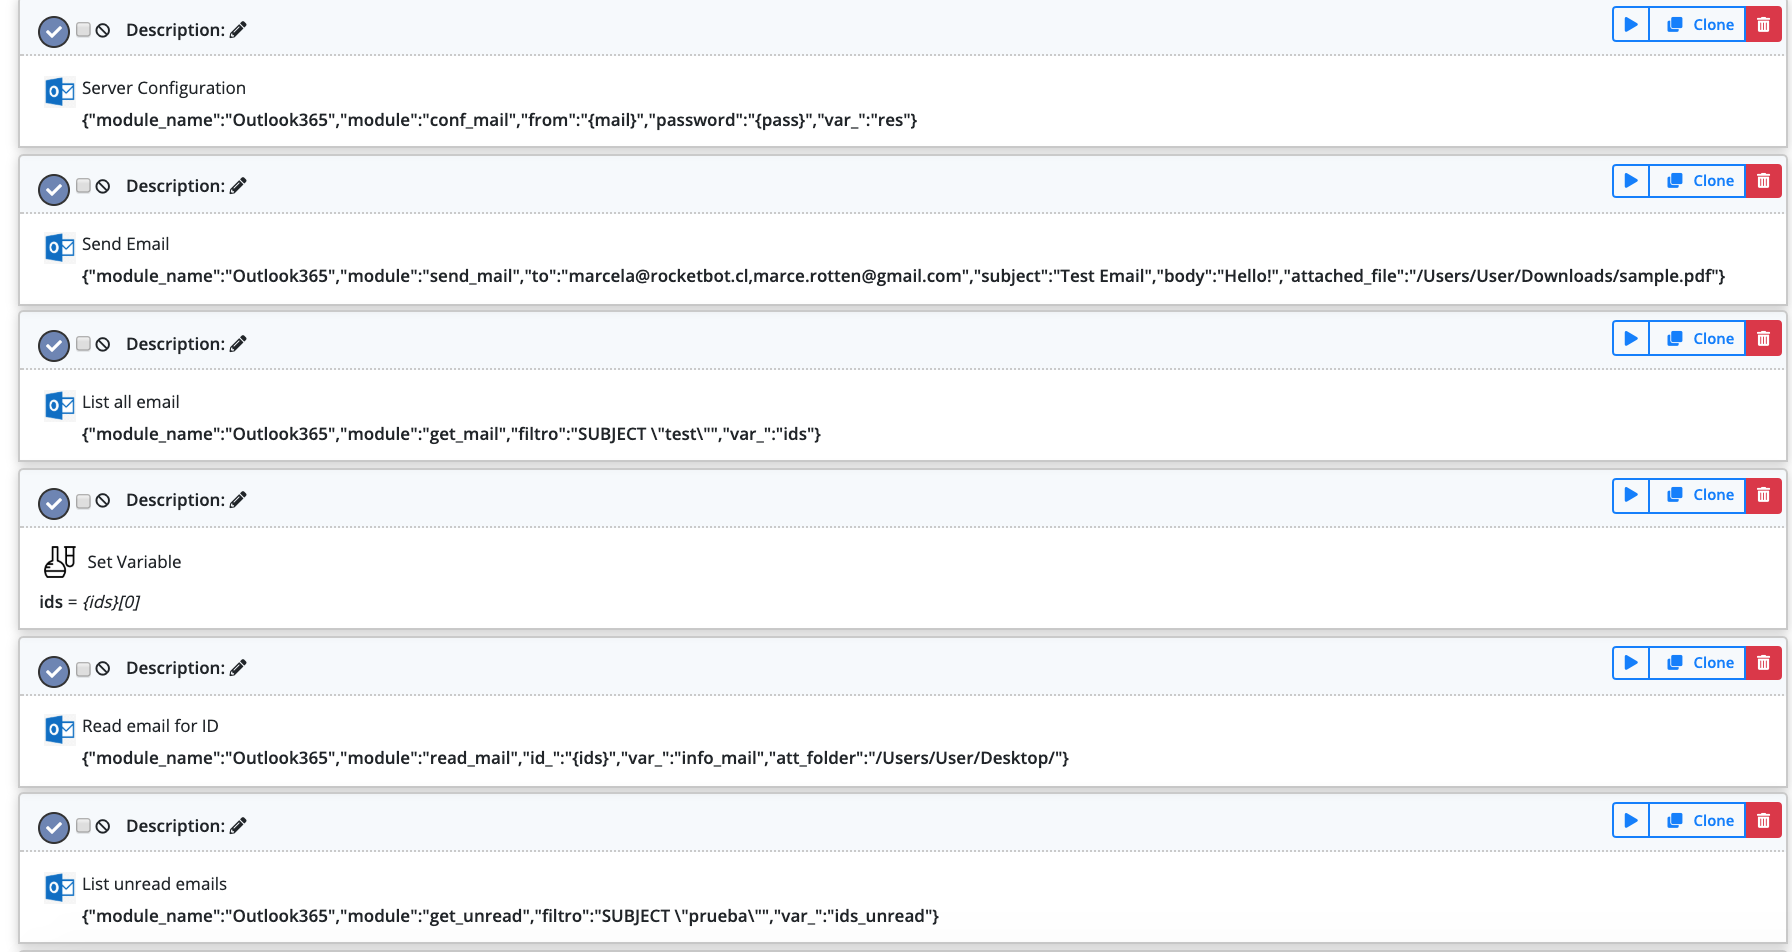 Description:
Clone
Server Configuration
{"module_name":"Outlook365","module":"conf_mail","from":"{mail}","password":"{pass}","var_":"res"}
Description:
Clone
Send Email
{"module_name":"Outlook365","module":"send_mail","to":"marcela@rocketbot.cl,marce.rotten@gmail.com","subject":"Test Email","body":"Hello!","attached_file":"/Users/User/Downloads/sample.pdf"}
Description:
Clone
List all email
{"module_name":"Outlook365","module":"get_mail","filtro":"SUBJECT \"test\"","var_":"ids"}
Description:
Clone
Set Variable
ids = {ids}[0]
Description:
Clone
Read email for ID
{"module_name":"Outlook365","module":"read_mail","id_":"{ids}","var_":"info_mail","att_folder":"/Users/User/Desktop/"}
Description:
Clone
List unread emails
{"module_name":"Outlook365","module":"get_unread","filtro":"SUBJECT \"prueba\"","var_":"ids_unread"}